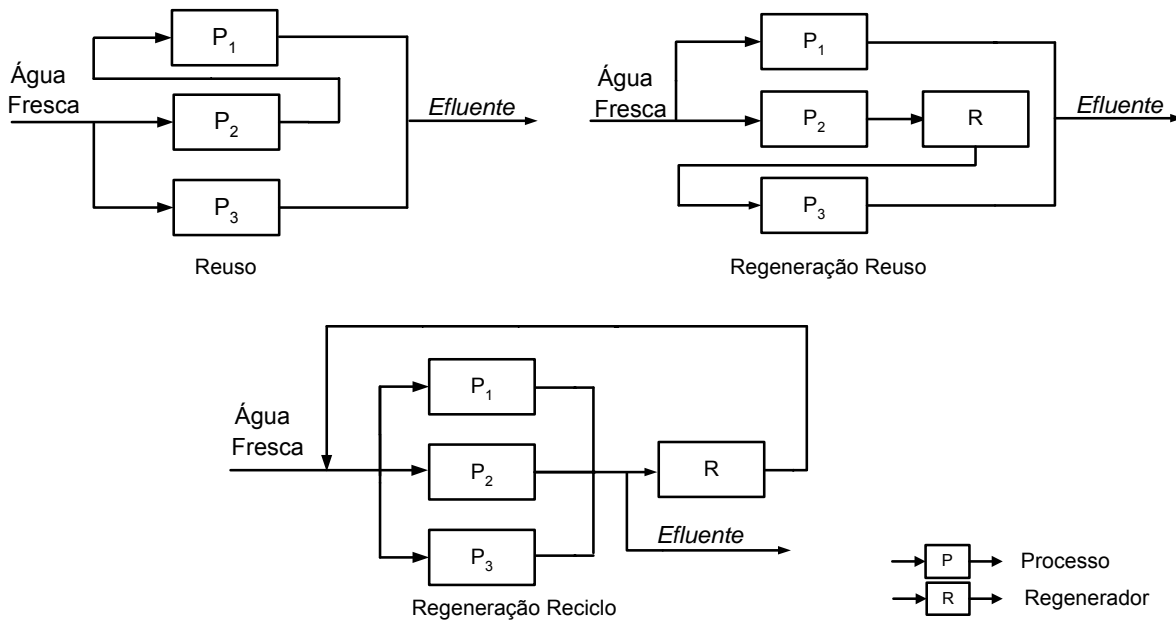 P1
Água
Fresca
P2
Efluente
P3
Reuso
P1
Água
Fresca
P2
R
Efluente
P3
Regeneração Reuso
P1
Água
Fresca
P2
R
Efluente
P3
Regeneração Reciclo
P
Processo
R
Regenerador